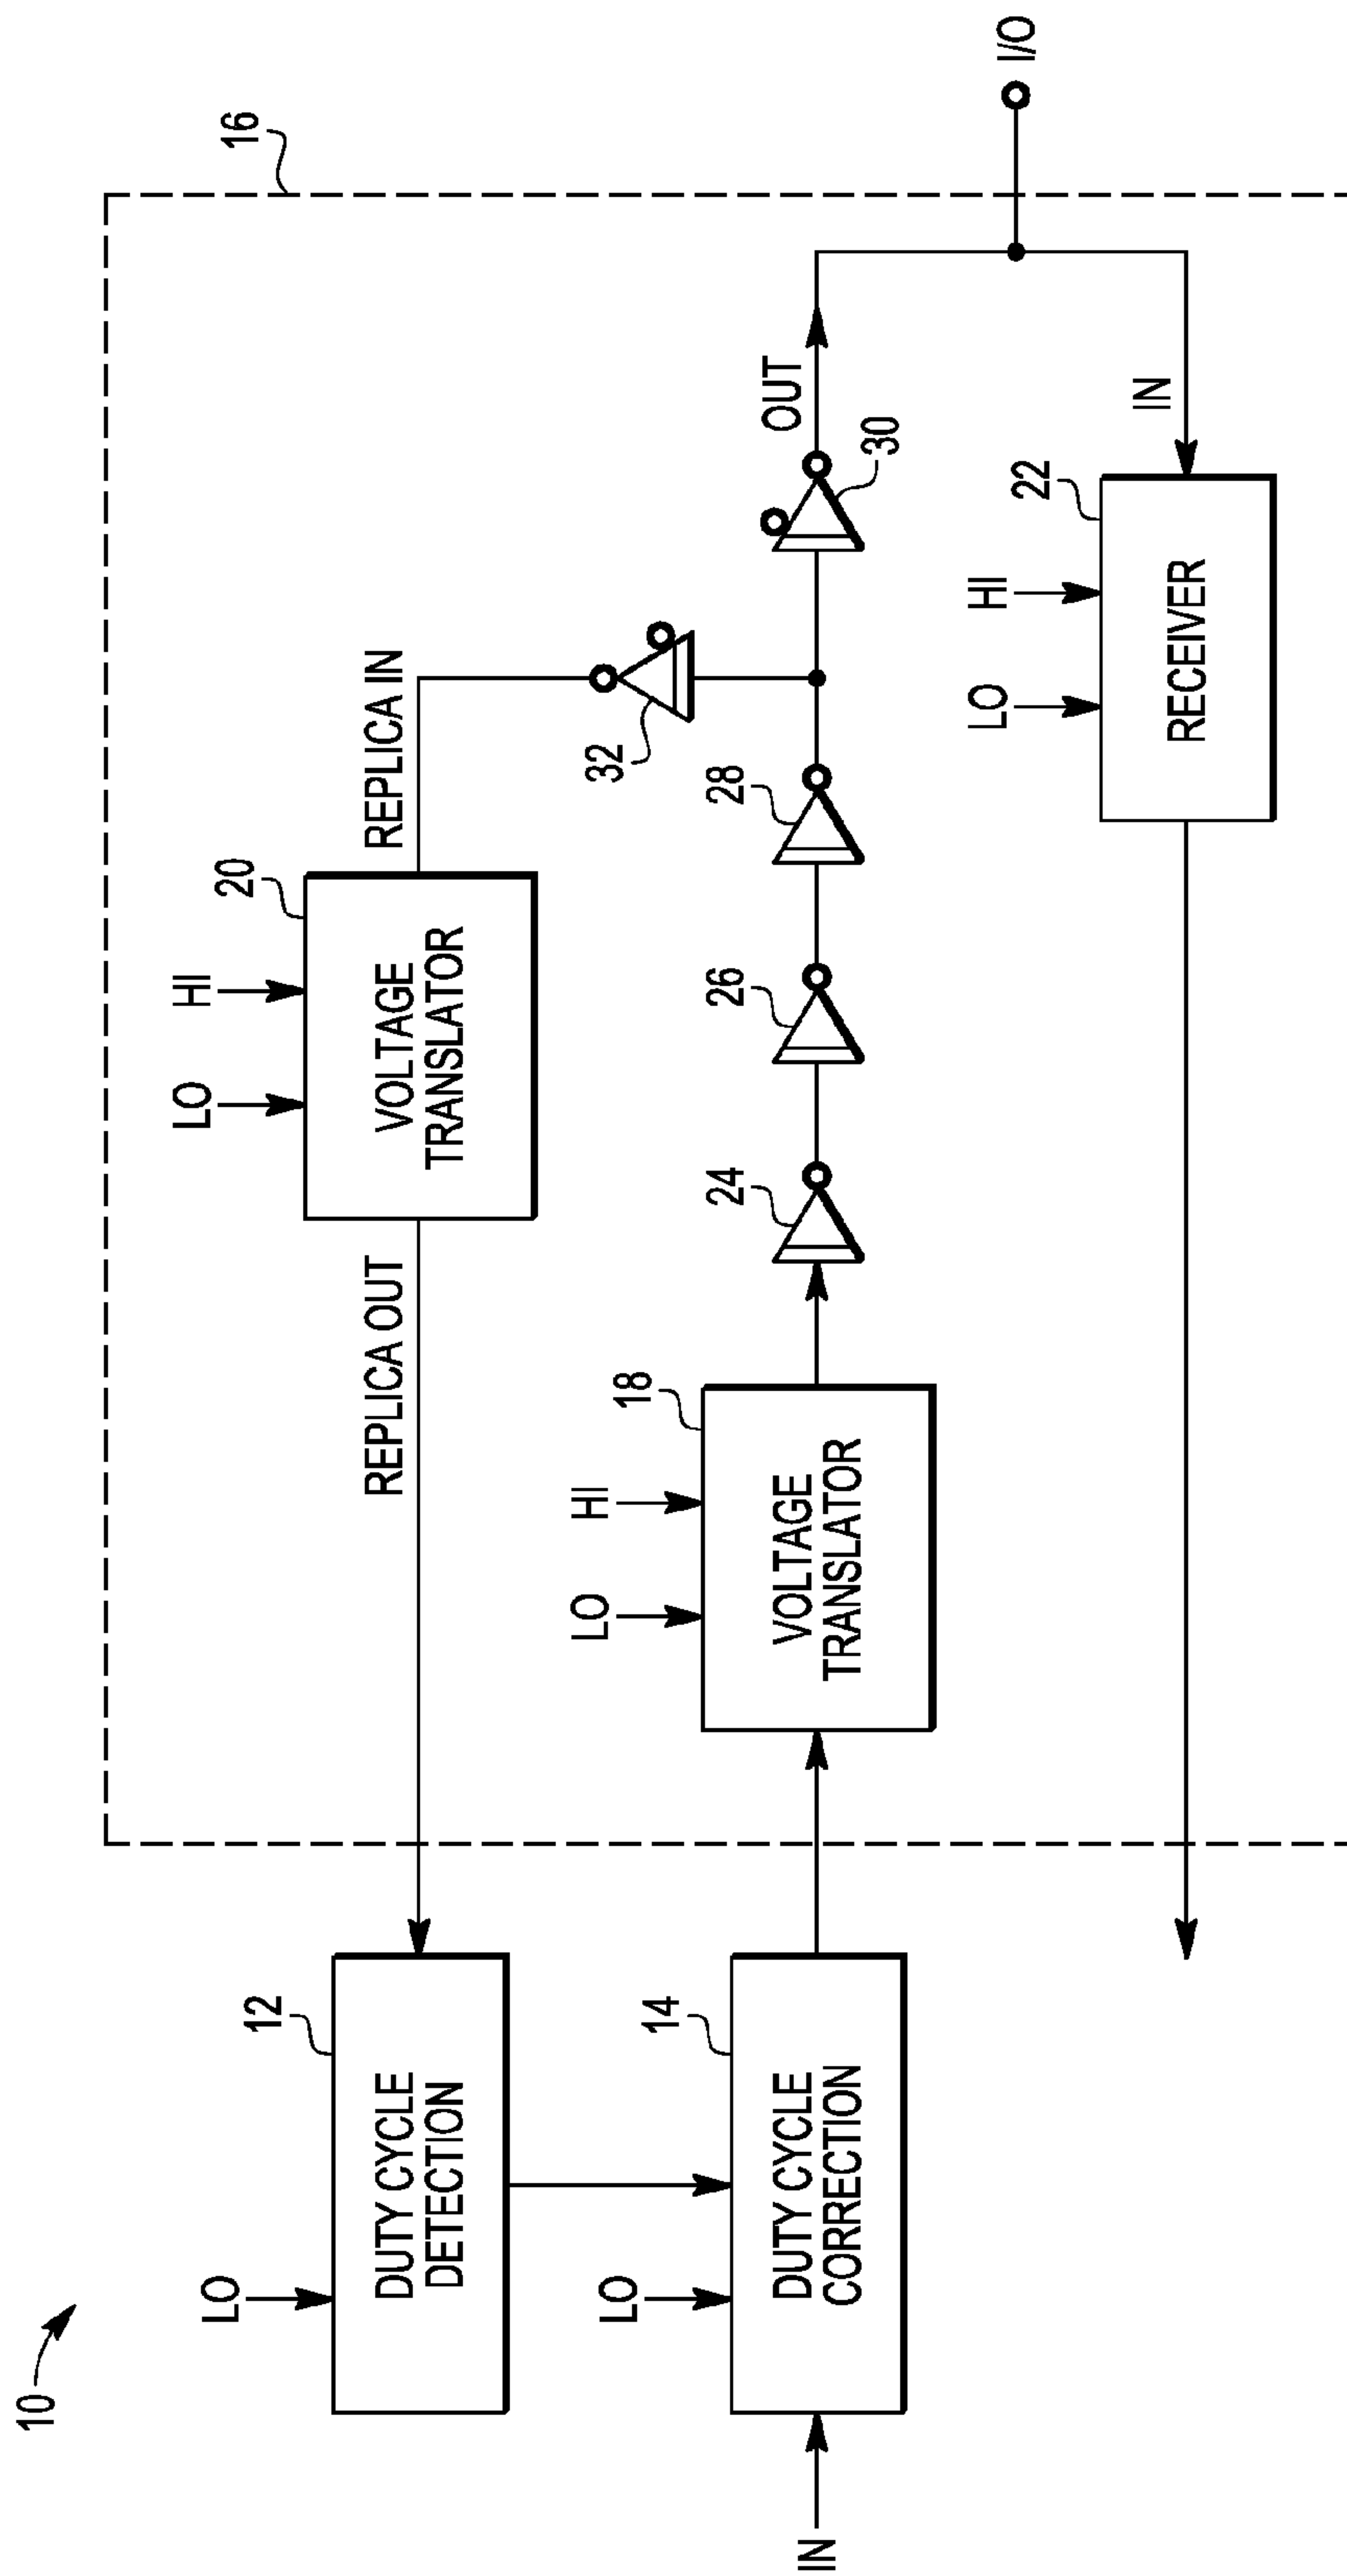 10
16
LO
HI
20
LO
12
DUTY CYCLE
DETECTION
VOLTAGE
TRANSLATOR
REPLICA OUT
REPLICA IN
32
LO
14
IN
DUTY CYCLE
CORRECTION
LO
HI
18
VOLTAGE
TRANSLATOR
24
26
28
30
OUT
I/O
LO
HI
22
RECEIVER
IN